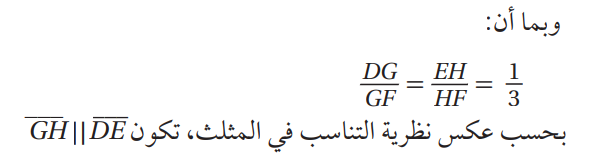 وبما أن:
DG/GF = EH/HF = 1/3
بحسب عكس نظرية التناسب في المثلث، تكون GH || DE